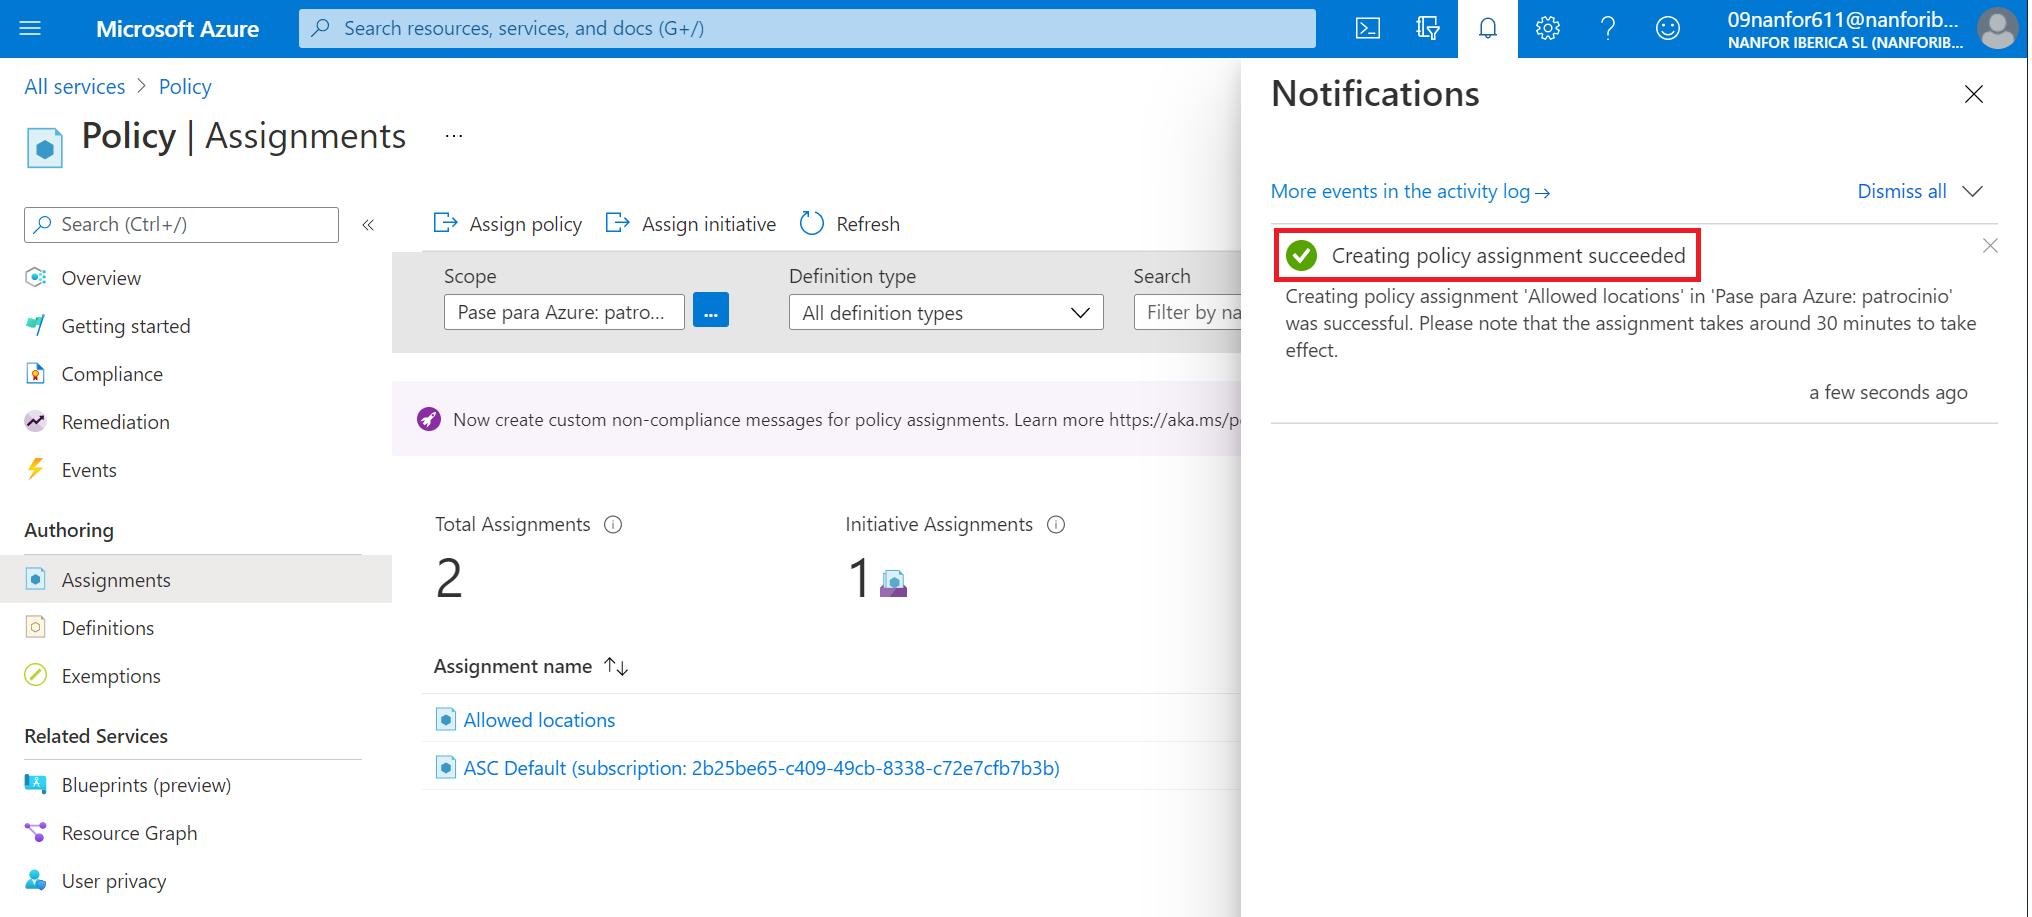 Microsoft Azure
Search resources, services, and docs (G+/)
09nanfor611@nanforib...
NANFOR IBERICA SL (NANFORIB...
All services > Policy
Policy | Assignments ...
Search (Ctrl+/)
«
Overview
Getting started
Compliance
Remediation
Events
Authoring
Assignments
Definitions
Exemptions
Related Services
Blueprints (preview)
Resource Graph
User privacy
Assign policy
Assign initiative
Refresh
Scope
Pase para Azure: patro...
...
Definition type
All definition types
Search
Filter by na
Now create custom non-compliance messages for policy assignments. Learn more https://aka.ms/p
Total Assignments
2
Initiative Assignments
1
Assignment name ↑↓
Allowed locations
ASC Default (subscription: 2b25be65-c409-49cb-8338-c72e7cfb7b3b)
Notifications
More events in the activity log →
Dismiss all
Creating policy assignment succeeded
Creating policy assignment 'Allowed locations' in 'Pase para Azure: patrocinio'
was successful. Please note that the assignment takes around 30 minutes to take
effect.
a few seconds ago